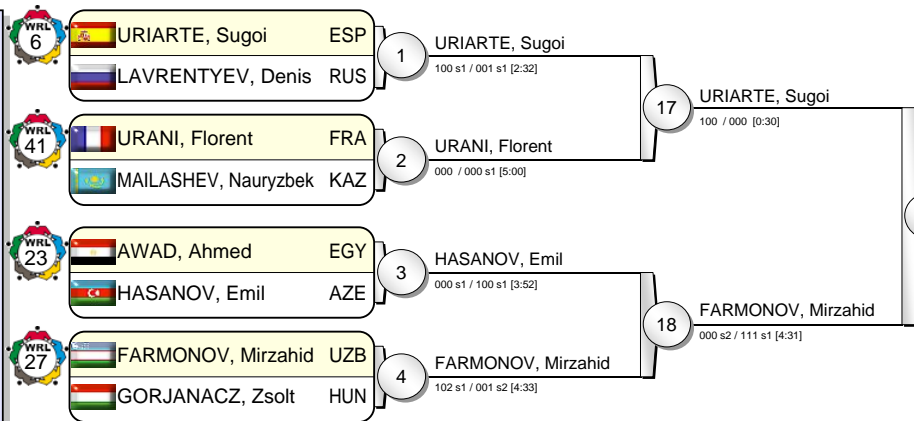 WRL
6
URIARTE, Sugoi ESP
LAVRENTYEV, Denis RUS
1
URIARTE, Sugoi
100 s1 / 001 s1 [2:32]
WRL
41
URANI, Florent FRA
MAILASHEV, Nauryzbek KAZ
2
URANI, Florent
000 / 000 s1 [5:00]
17
URIARTE, Sugoi
100 / 000 [0:30]
WRL
23
AWAD, Ahmed EGY
HASANOV, Emil AZE
3
HASANOV, Emil
000 s1 / 100 s1 [3:52]
WRL
27
FARMONOV, Mirzahid UZB
GORJANACZ, Zsolt HUN
4
FARMONOV, Mirzahid
102 s1 / 001 s2 [4:33]
18
FARMONOV, Mirzahid
000 s2 / 111 s1 [4:31]